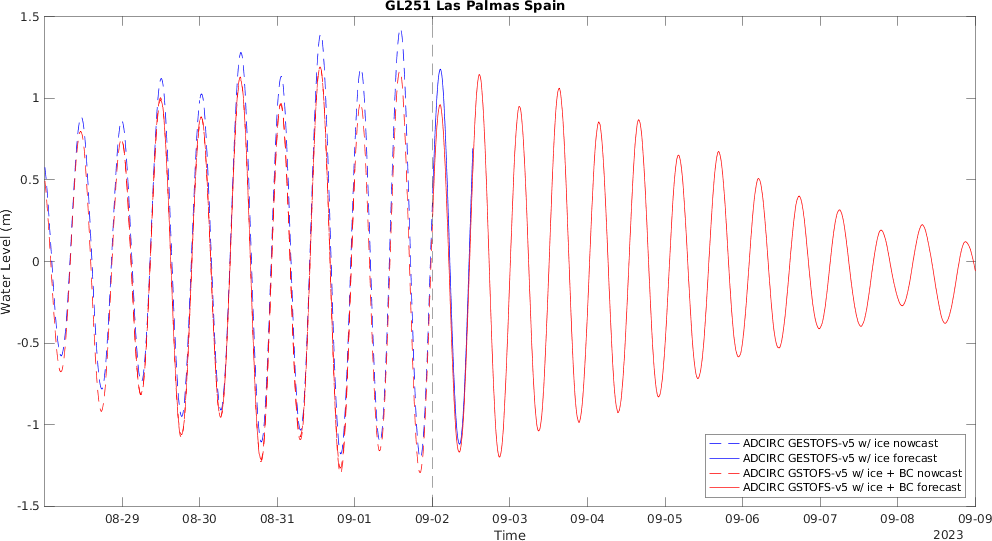 GL251 Las Palmas Spain
1.5
1
0.5
0
-0.5
-1
-1.5
Water Level (m)
ADCIRC GESTOFS-v5 w/ ice nowcast
ADCIRC GESTOFS-v5 w/ ice forecast
ADCIRC GSTOFS-v5 w/ ice + BC nowcast
ADCIRC GSTOFS-v5 w/ ice + BC forecast
08-29 08-30 08-31 09-01 09-02 09-03 09-04 09-05 09-06 09-07 09-08 09-09
Time
2023